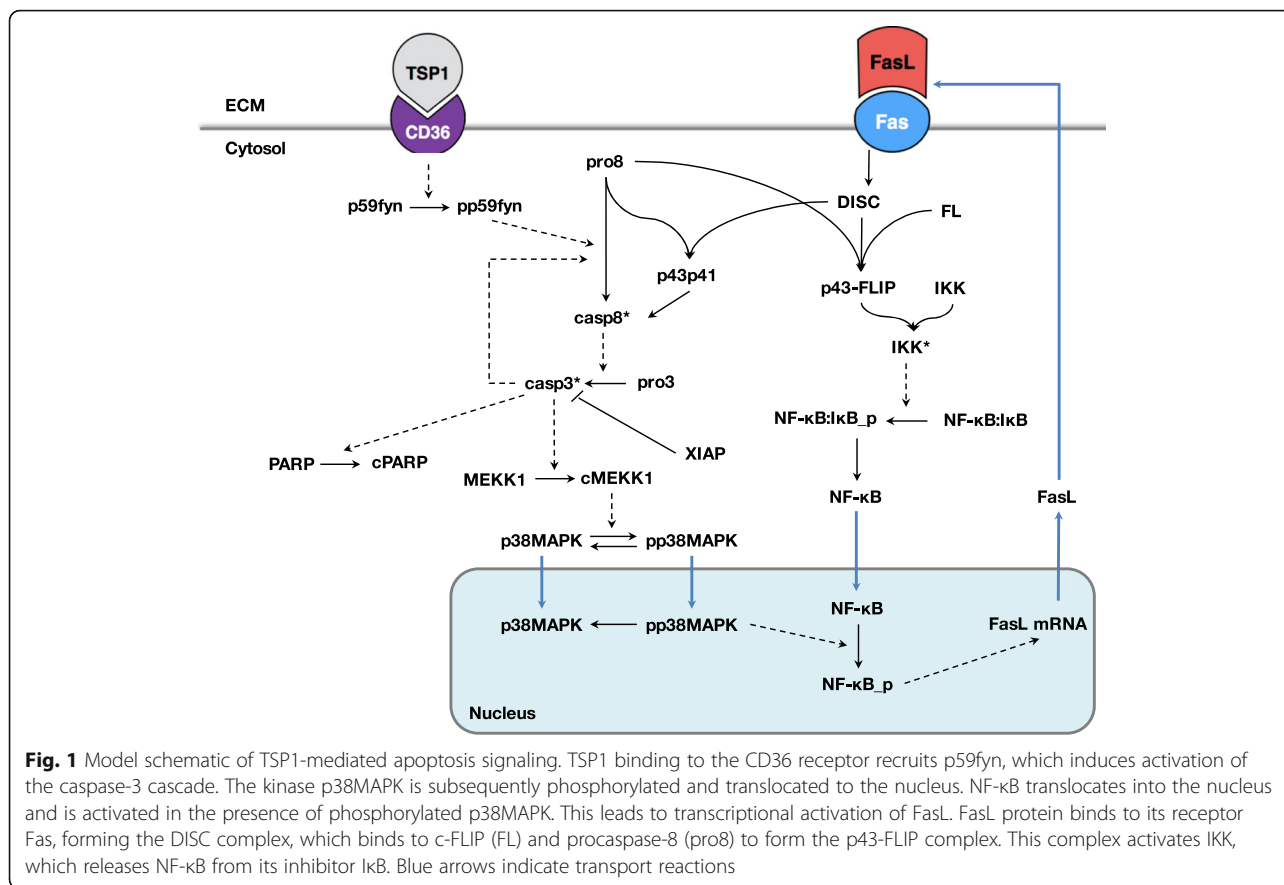 TSP1
FasL
ECM
CD36
Fas
Cytosol
pro8
p59fyn
pp59fyn
DISC
FL
p43p41
p43-FLIP
IKK
casp8*
IKK*
casp3*
pro3
NF-κB:IκB_p
NF-κB:IκB
XIAP
PARP
cPARP
MEKK1
cMEKK1
NF-κB
FasL
p38MAPK
pp38MAPK
NF-κB
p38MAPK
pp38MAPK
FasL mRNA
NF-κB_p
Nucleus
Fig. 1 Model schematic of TSP1-mediated apoptosis signaling. TSP1 binding to the CD36 receptor recruits p59fyn, which induces activation of
the caspase-3 cascade. The kinase p38MAPK is subsequently phosphorylated and translocated to the nucleus. NF-κB translocates into the nucleus
and is activated in the presence of phosphorylated p38MAPK. This leads to transcriptional activation of FasL. FasL protein binds to its receptor
Fas, forming the DISC complex, which binds to c-FLIP (FL) and procaspase-8 (pro8) to form the p43-FLIP complex. This complex activates IKK,
which releases NF-κB from its inhibitor IκB. Blue arrows indicate transport reactions